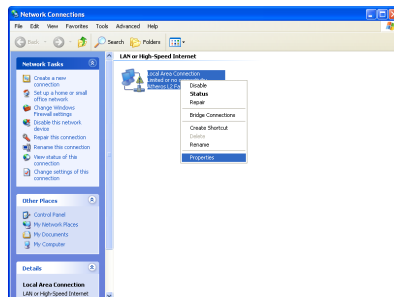 Network Connections
File Edit View Favorites Tools Advanced Help
Back Search Folders
Network Tasks
Create a new
connection
Set up a home or small
office network
Change Windows
Firewall settings
Disable this network
device
Repair this connection
Rename this connection
View status of this
connection
Change settings of this
connection
Other Places
Control Panel
My Network Places
My Documents
My Computer
Details
Local Area Connection
LAN or High-Speed Internet
LAN or High-Speed Internet
Local Area Connection
Limited or no
Atheros L2 Fa
Disable
Status
Repair
Bridge Connections
Create Shortcut
Delete
Rename
Properties